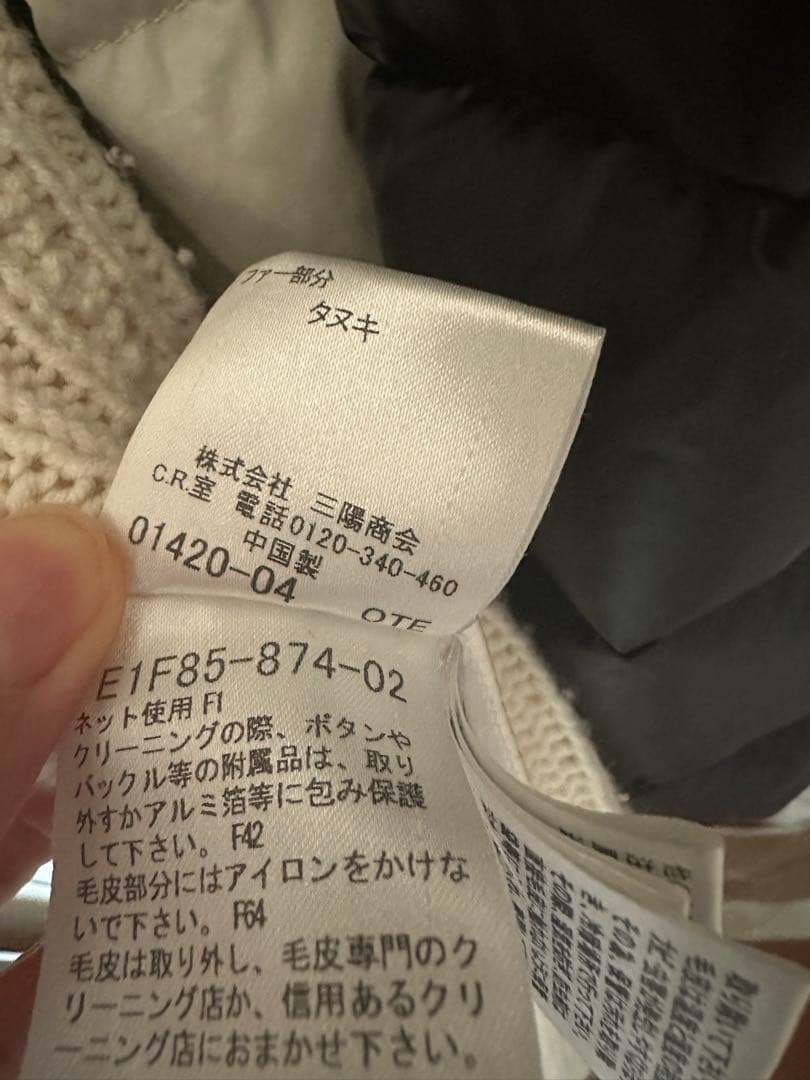 ファー部分
タヌキ
株式会社 三陽商会
C.R.室 電話0120-340-460
中国製
01420-04
OTE
E1F85-874-02
ネット使用 F1
クリーニングの際、ボタンや
バックル等の附属品は、取り
外すかアルミ箔等に包み保護
して下さい。 F42
毛皮部分にはアイロンをかけな
いで下さい。 F64
毛皮は取り外し、毛皮専門のク
リーニング店か、信用あるクリ
ーニング店におまかせ下さい。